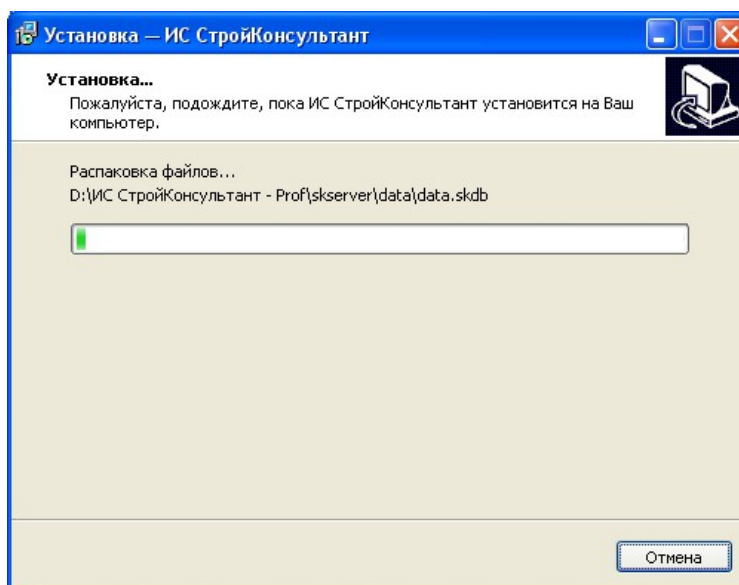 Установка — ИС СтройКонсультант
Установка...
Пожалуйста, подождите, пока ИС СтройКонсультант установится на Ваш
компьютер.
Распаковка файлов...
D:\ИС СтройКонсультант - Prof\skserver\data\data.skdb
Отмена